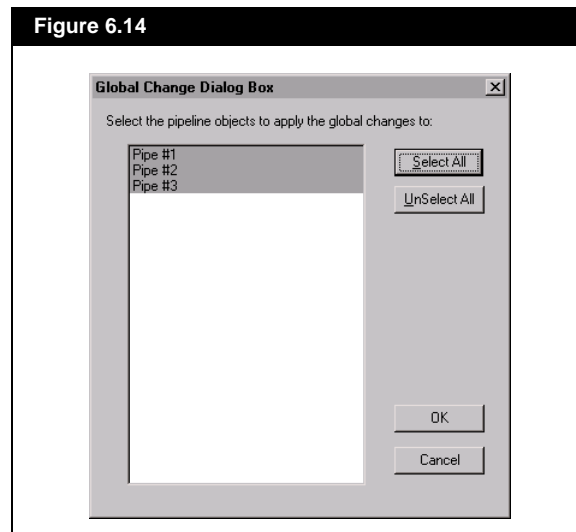 Figure 6.14
Global Change Dialog Box
Select the pipeline objects to apply the global changes to:
Pipe #1
Pipe #2
Pipe #3
Select All
UnSelect All
OK
Cancel